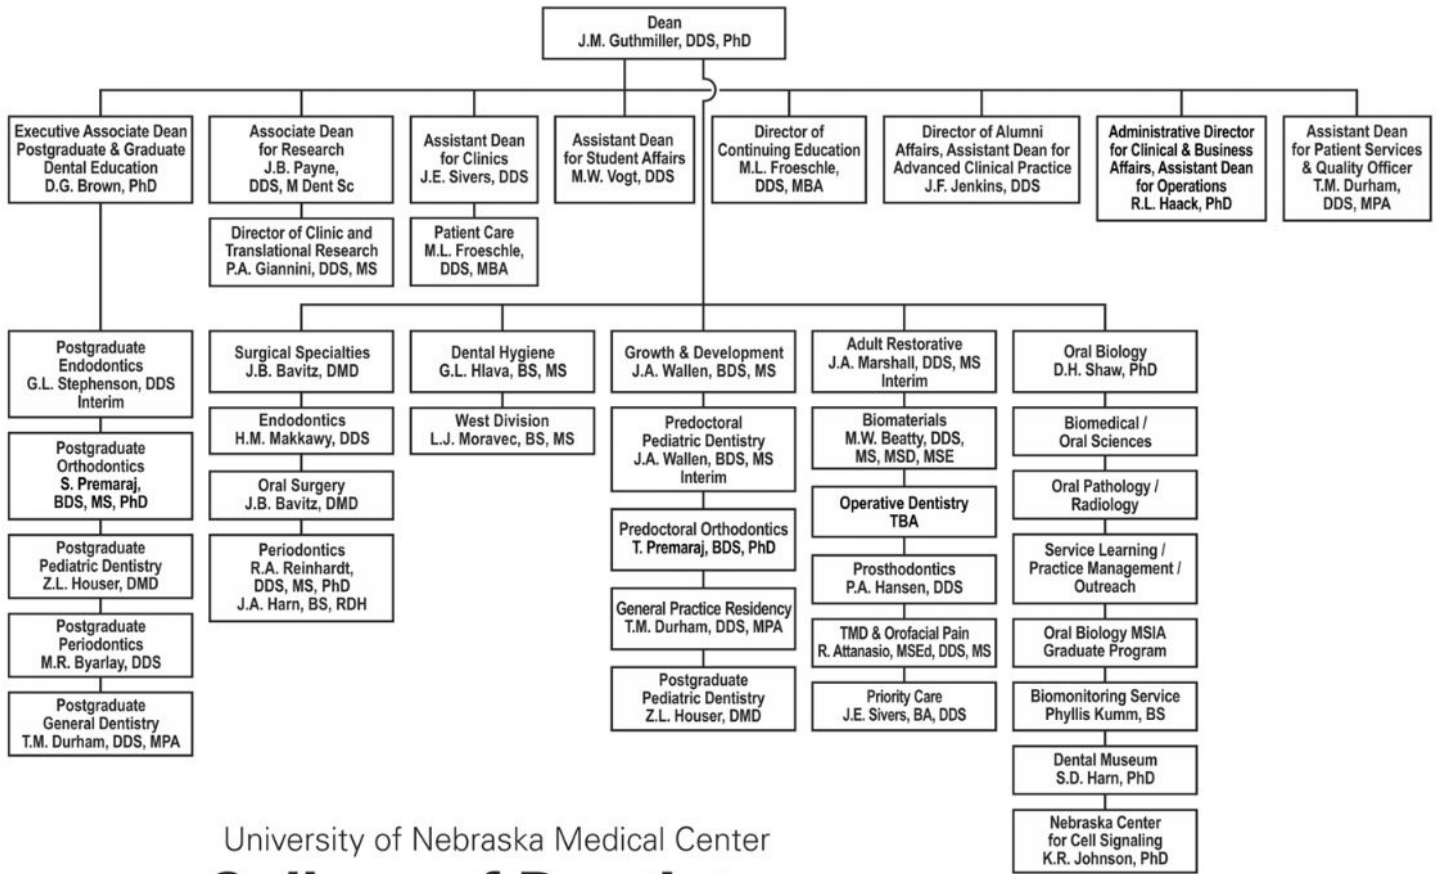 Dean
J.M. Guthmiller, DDS, PhD
Executive Associate Dean
Postgraduate & Graduate
Dental Education
D.G. Brown, PhD
Associate Dean
for Research
J.B. Payne,
DDS, M Dent Sc
Assistant Dean
for Clinics
J.E. Sivers, DDS
Assistant Dean
for Student Affairs
M.W. Vogt, DDS
Director of
Continuing Education
M.L. Froeschle,
DDS, MBA
Director of Alumni
Affairs, Assistant Dean for
Advanced Clinical Practice
J.F. Jenkins, DDS
Administrative Director
for Clinical & Business
Affairs, Assistant Dean
for Operations
R.L. Haack, PhD
Assistant Dean
for Patient Services
& Quality Officer
T.M. Durham,
DDS, MPA
Director of Clinic and
Translational Research
P.A. Giannini, DDS, MS
Patient Care
M.L. Froeschle,
DDS, MBA
Postgraduate
Endodontics
G.L. Stephenson, DDS
Interim
Postgraduate
Orthodontics
S. Premaraj,
BDS, MS, PhD
Postgraduate
Pediatric Dentistry
Z.L. Houser, DMD
Postgraduate
Periodontics
M.R. Byarlay, DDS
Postgraduate
General Dentistry
T.M. Durham, DDS, MPA
Surgical Specialties
J.B. Bavitz, DMD
Endodontics
H.M. Makkawy, DDS
Oral Surgery
J.B. Bavitz, DMD
Periodontics
R.A. Reinhardt,
DDS, MS, PhD
J.A. Harn, BS, RDH
Dental Hygiene
G.L. Hlava, BS, MS
West Division
L.J. Moravec, BS, MS
Growth & Development
J.A. Wallen, BDS, MS
Predoctoral
Pediatric Dentistry
J.A. Wallen, BDS, MS
Interim
Predoctoral Orthodontics
T. Premaraj, BDS, PhD
General Practice Residency
T.M. Durham, DDS, MPA
Postgraduate
Pediatric Dentistry
Z.L. Houser, DMD
Adult Restorative
J.A. Marshall, DDS, MS
Interim
Biomaterials
M.W. Beatty, DDS,
MS, MSD, MSE
Operative Dentistry
TBA
Prosthodontics
P.A. Hansen, DDS
TMD & Orofacial Pain
R. Attanasio, MSEd, DDS, MS
Priority Care
J.E. Sivers, BA, DDS
Oral Biology
D.H. Shaw, PhD
Biomedical /
Oral Sciences
Oral Pathology /
Radiology
Service Learning /
Practice Management /
Outreach
Oral Biology MSIA
Graduate Program
Biomonitoring Service
Phyllis Kumm, BS
Dental Museum
S.D. Harn, PhD
Nebraska Center
for Cell Signaling
K.R. Johnson, PhD
University of Nebraska Medical Center